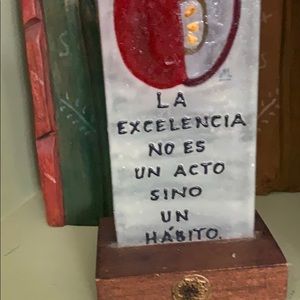 LA
EXCELENCIA
NO ES
UN ACTO
SINO
UN
HÁBITO.